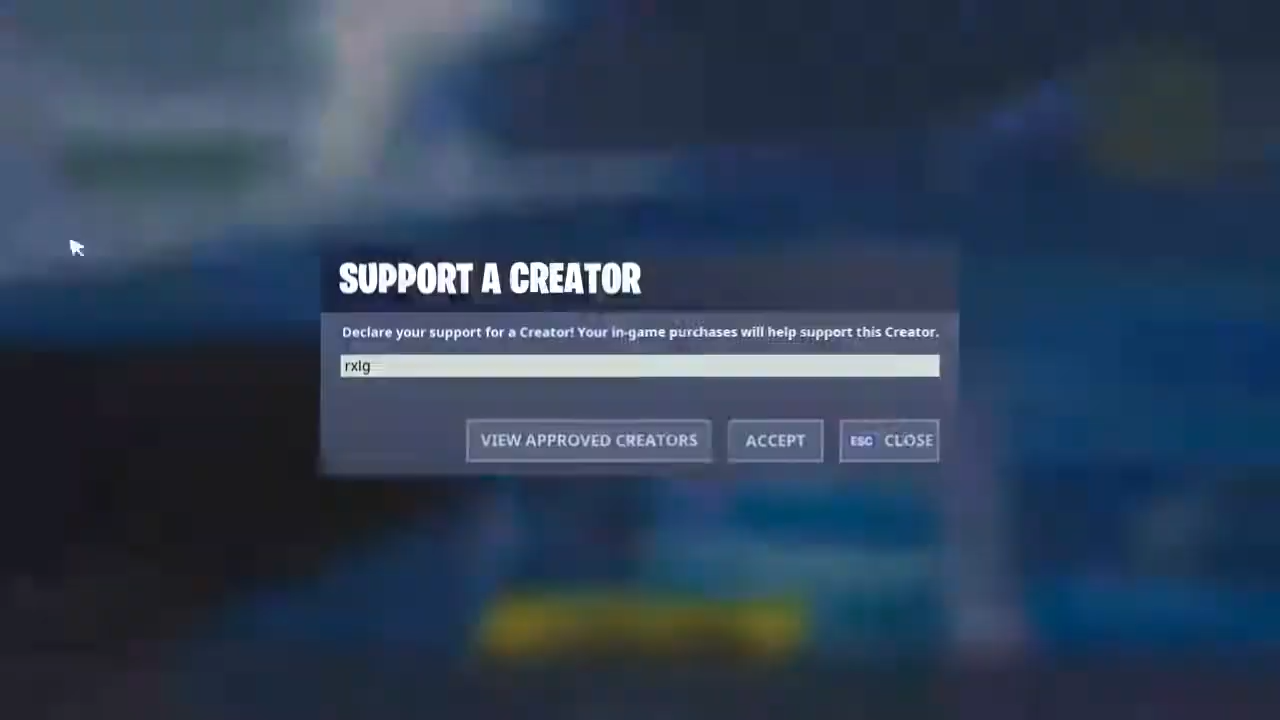 SUPPORT A CREATOR
Declare your support for a Creator! Your in-game purchases will help support this Creator.
rxlg
VIEW APPROVED CREATORS ACCEPT ESC CLOSE